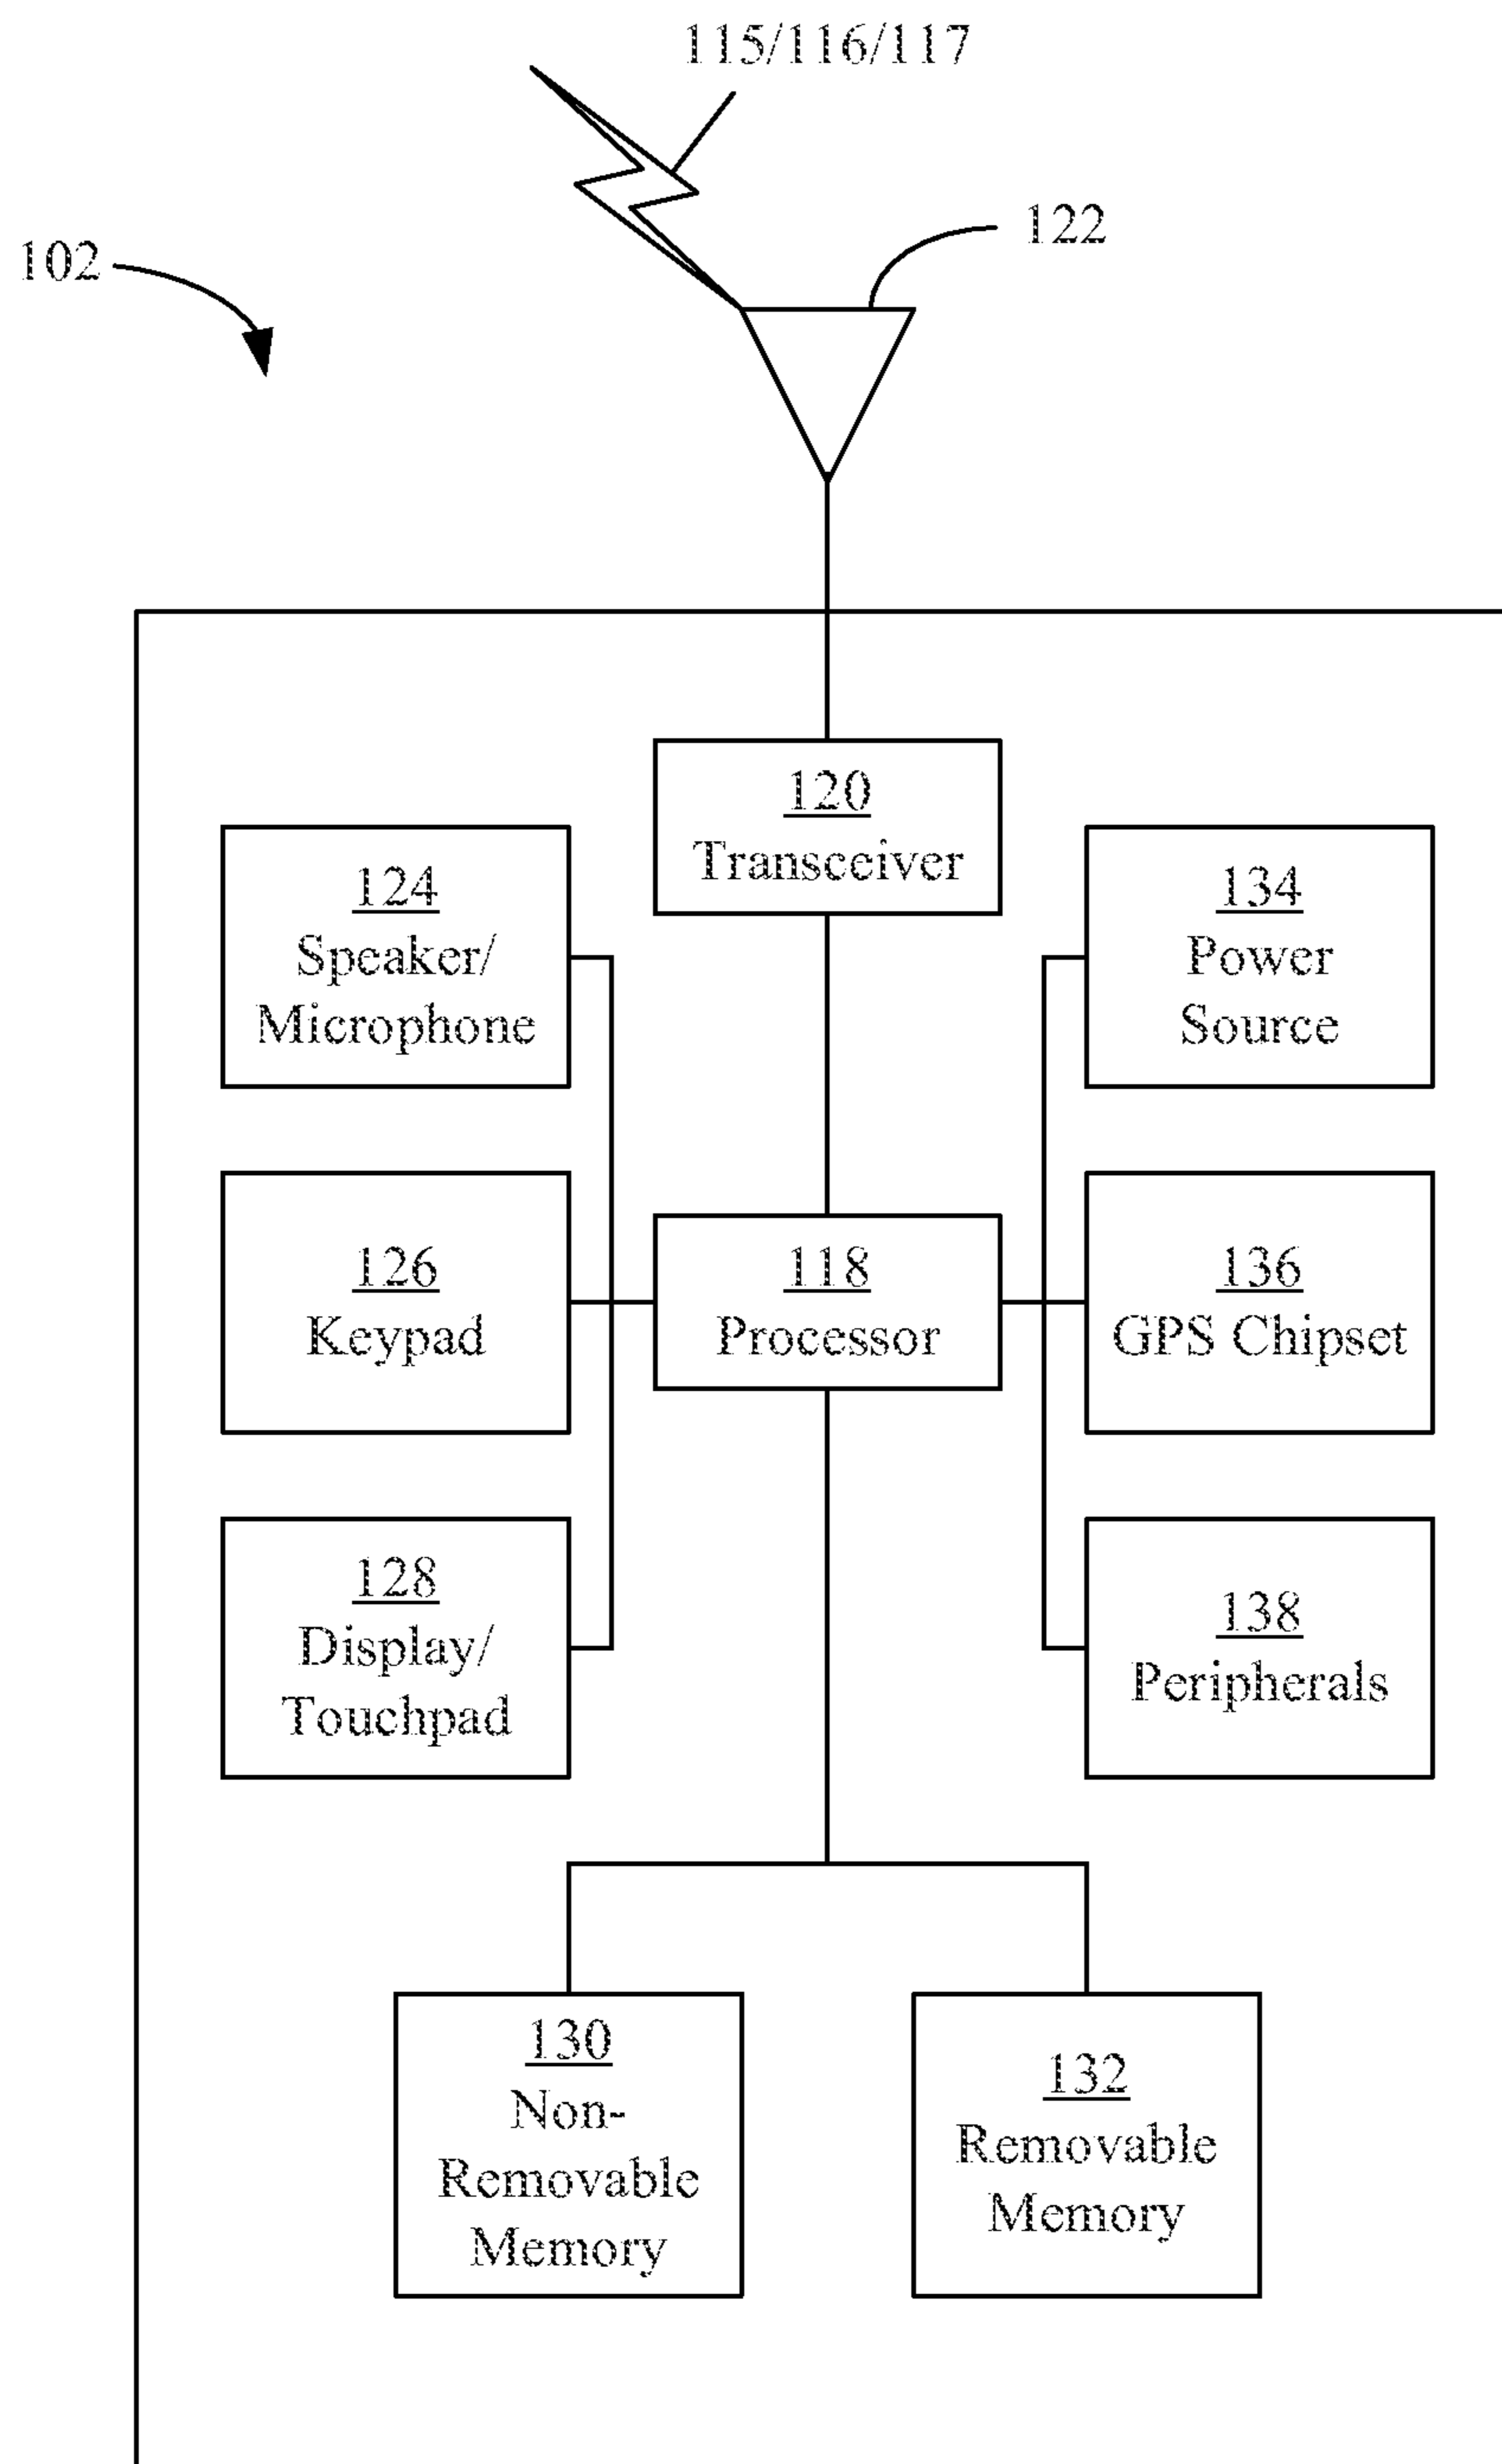 115/116/117
122
102
120
Transceiver
124
Speaker/
Microphone
134
Power
Source
126
Keypad
118
Processor
136
GPS Chipset
128
Display/
Touchpad
138
Peripherals
130
Non-
Removable
Memory
132
Removable
Memory